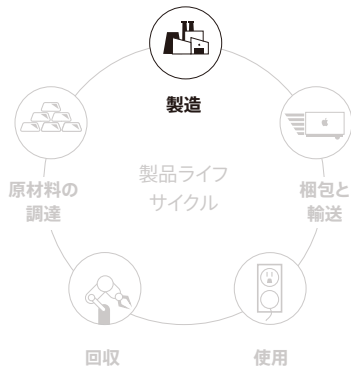 製造
原材料の
調達
製品ライフ
サイクル
梱包と
輸送
回収
使用